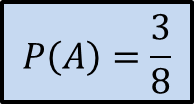 P(A) = 3/8